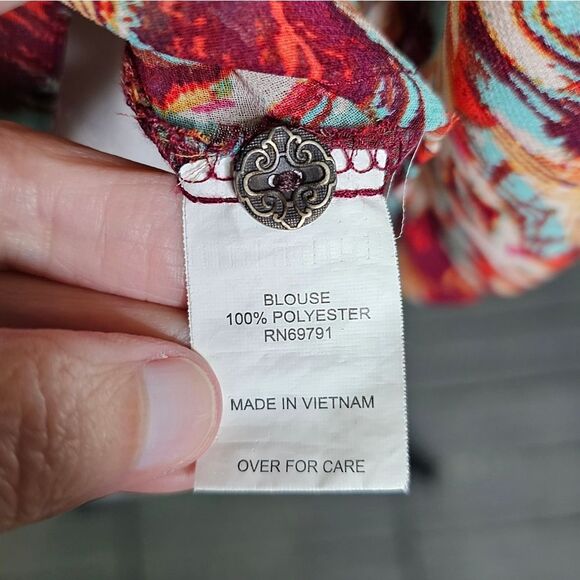 BLOUSE
100% POLYESTER
RN69791
MADE IN VIETNAM
OVER FOR CARE